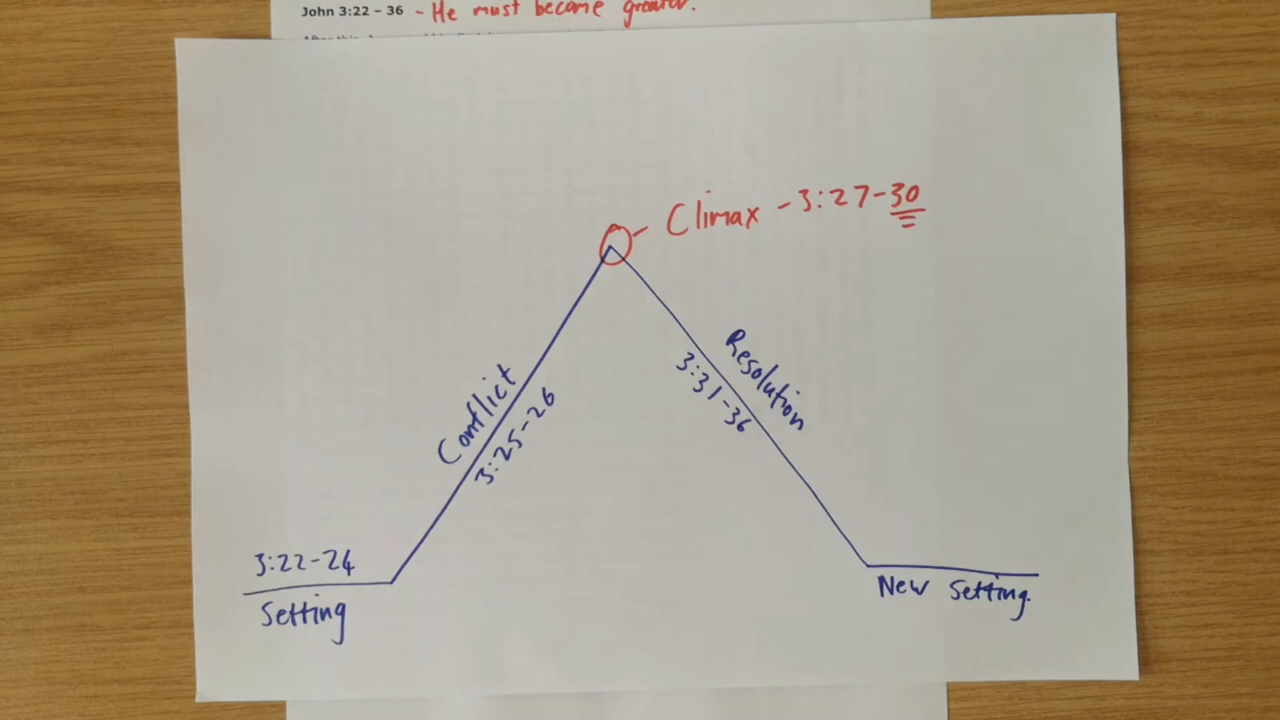 John 3:22 – 36 - He must become greater.
Climax - 3:27-30
Conflict
3:25-26
Resolution
3:31-36
3:22-24
Setting
New Setting.